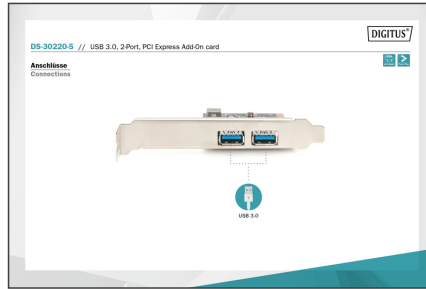 DIGITUS®
DS-30220-5 // USB 3.0, 2-Port, PCI Express Add-On card
Anschlüsse
Connections
USB 3.0